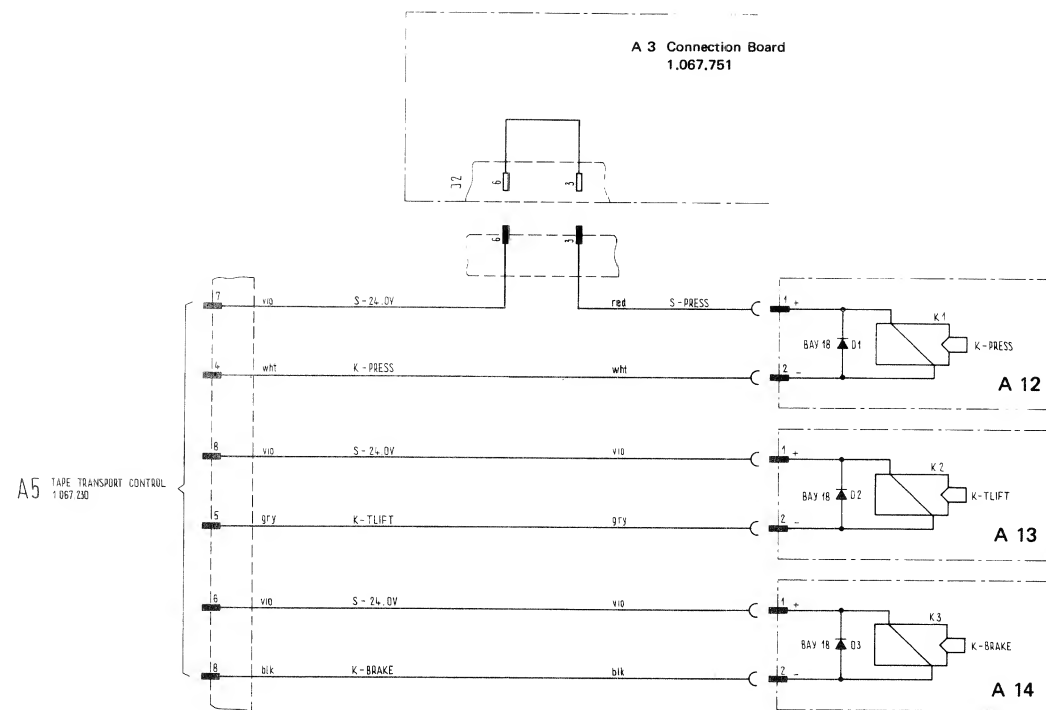 A 3 Connection Board
1.067.751
J2
6 3
6 3
7 vio S-24.0V red S-PRESS 1 +
K1
BAY 18 D1 K-PRESS
4 wht K-PRESS wht 2 -
A 12
8 vio S-24.0V vio 1 +
K2
A5 TAPE TRANSPORT CONTROL
1.067.230
BAY 18 D2 K-TLIFT
5 gry K-TLIFT gry 2 -
A 13
6 vio S-24.0V vio 1 +
K3
BAY 18 D3 K-BRAKE
8 blk K-BRAKE blk 2 -
A 14